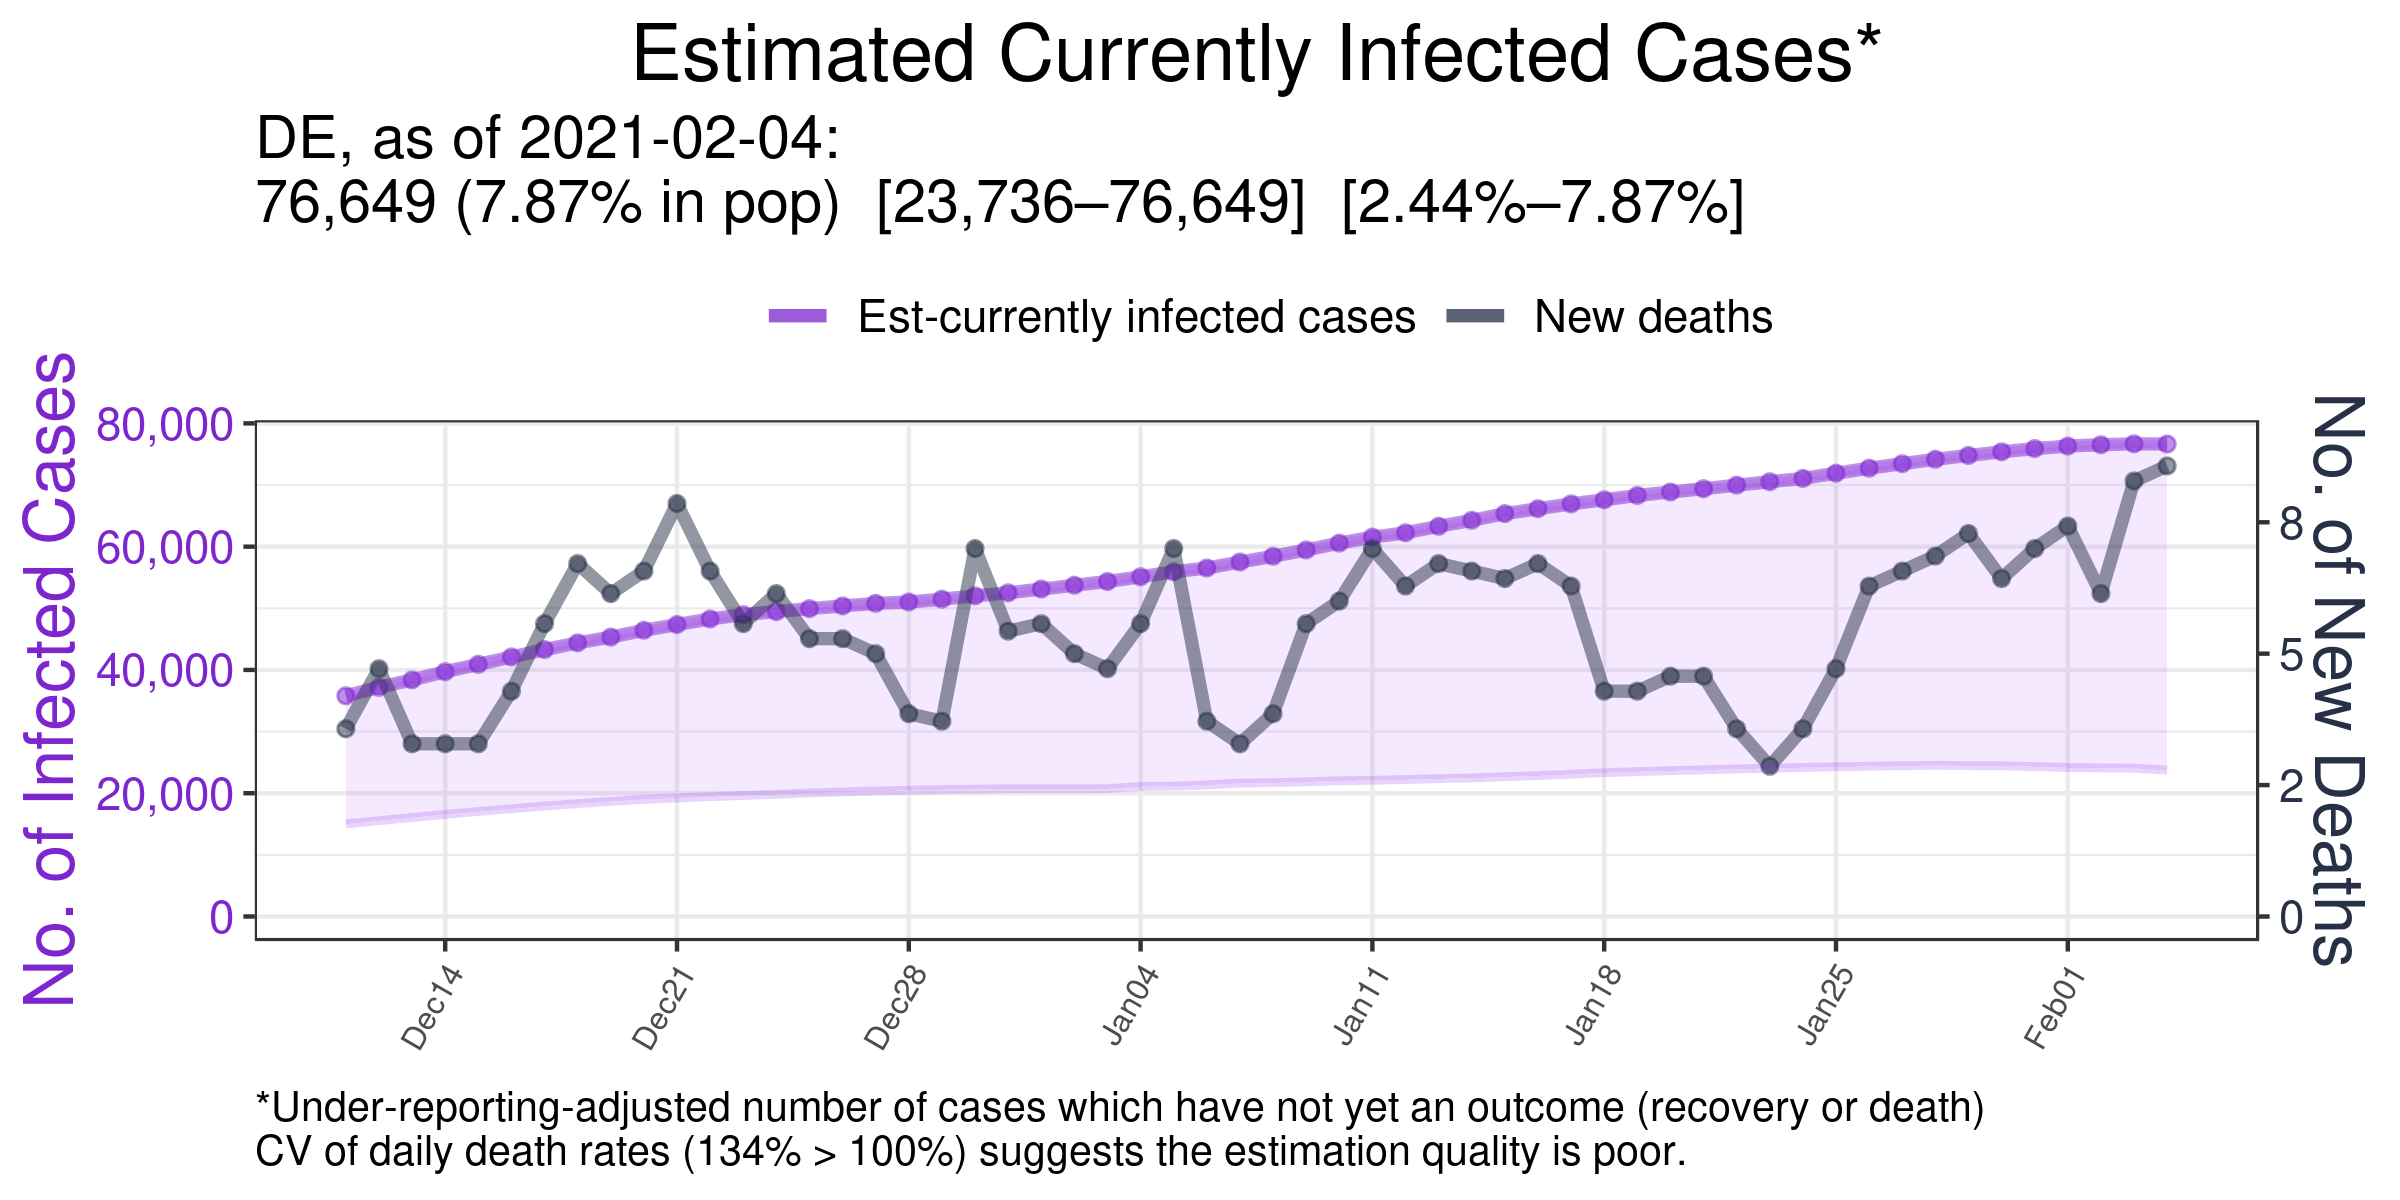 Estimated Currently Infected Cases*
DE, as of 2021-02-04:
76,649 (7.87% in pop)  [23,736–76,649]  [2.44%–7.87%]
Est-currently infected cases
New deaths
No. of Infected Cases
80,000
60,000
40,000
20,000
0
No. of New Deaths
8
5
2
0
Dec14
Dec21
Dec28
Jan04
Jan11
Jan18
Jan25
Feb01
*Under-reporting-adjusted number of cases which have not yet an outcome (recovery or death)
CV of daily death rates (134% > 100%) suggests the estimation quality is poor.